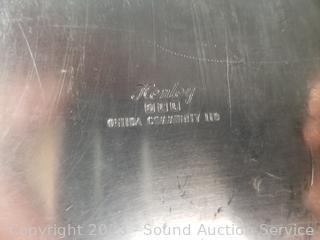 Henley
ONEIDA COMMUNITY LTD
Copyright Sound Auction Service